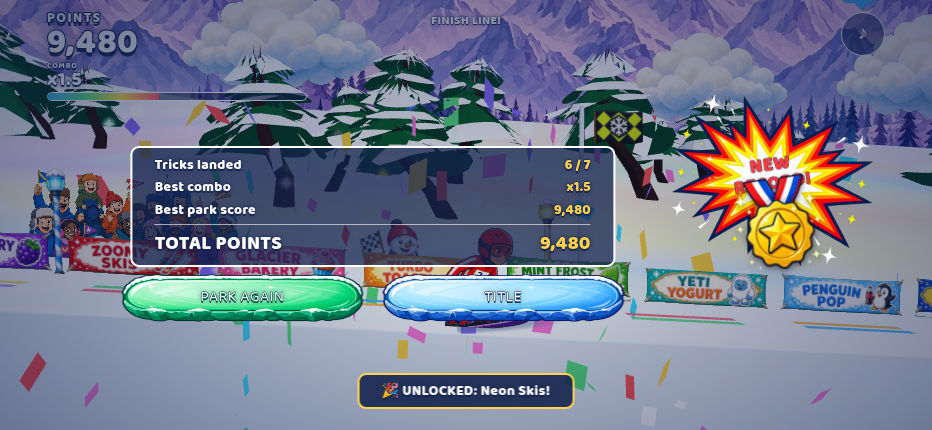 POINTS
9,480
COMBO
x1.5
FINISH LINE!
Tricks landed 6 / 7
Best combo x1.5
Best park score 9,480
TOTAL POINTS 9,480
NEW
PARK AGAIN
TITLE
ZOOM
SKIS
GLACIER
BAKERY
TURBO
MINT FROST
YETI
YOGURT
PENGUIN
POP
🎉 UNLOCKED: Neon Skis!